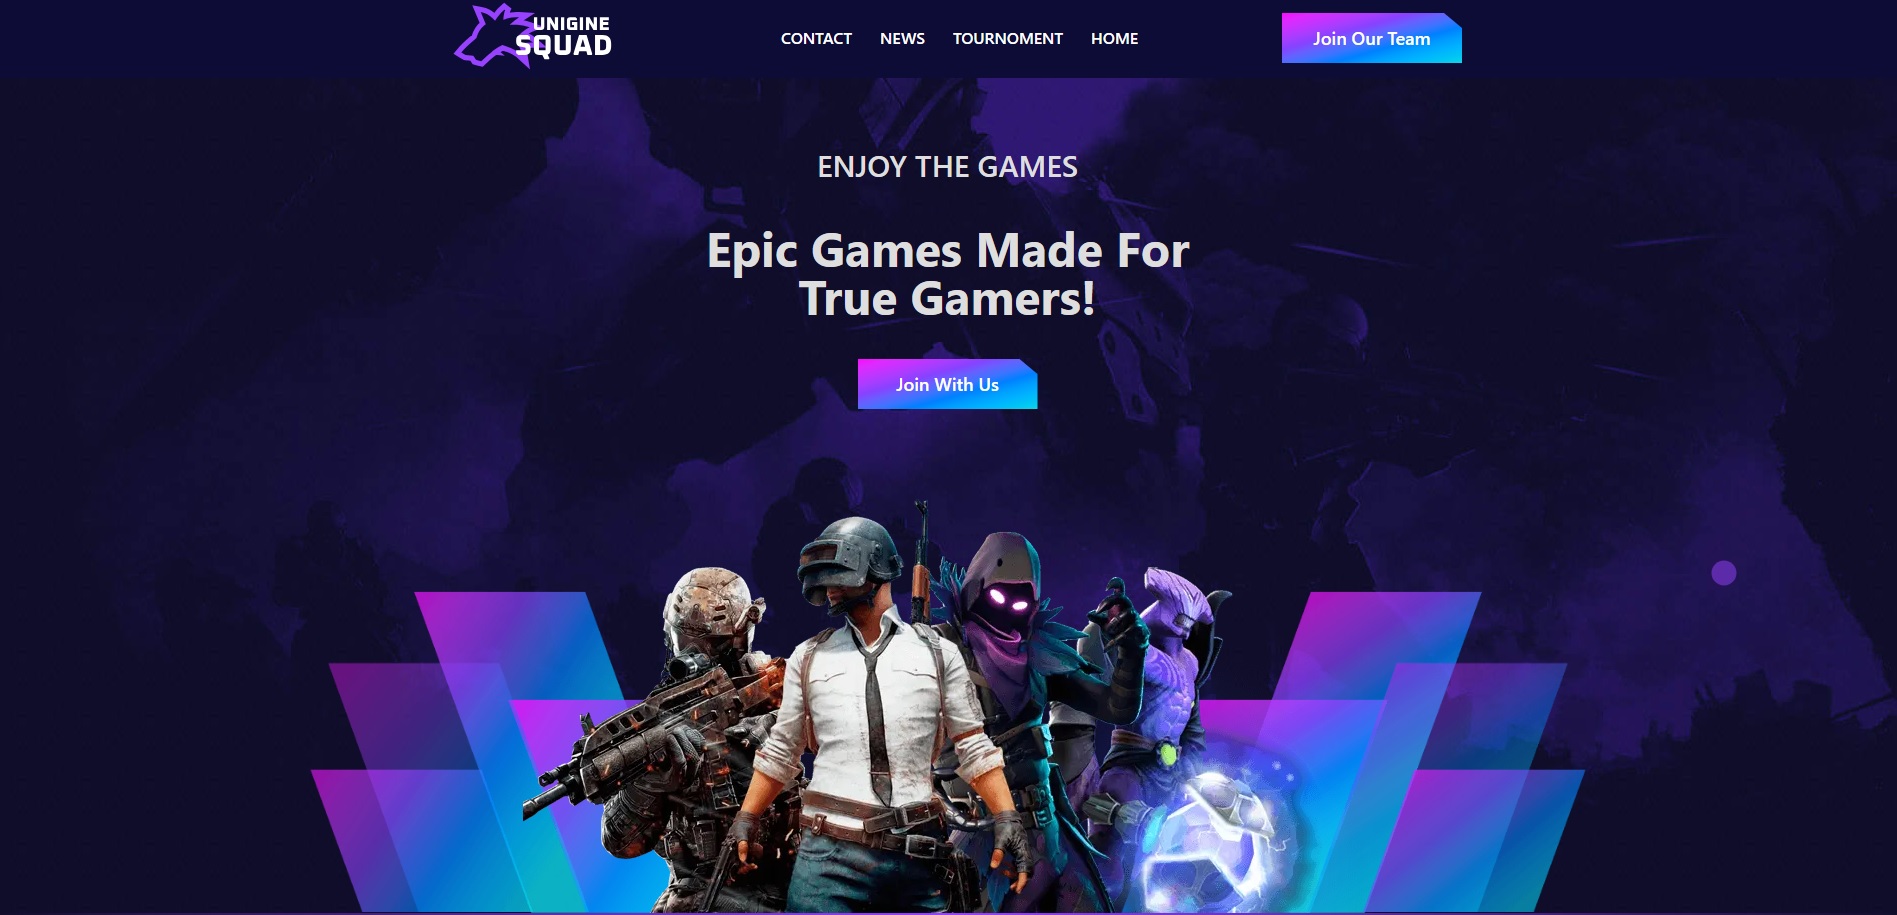 UNIGINE
SQUAD
CONTACT NEWS TOURNOMENT HOME
Join Our Team
ENJOY THE GAMES
Epic Games Made For
True Gamers!
Join With Us